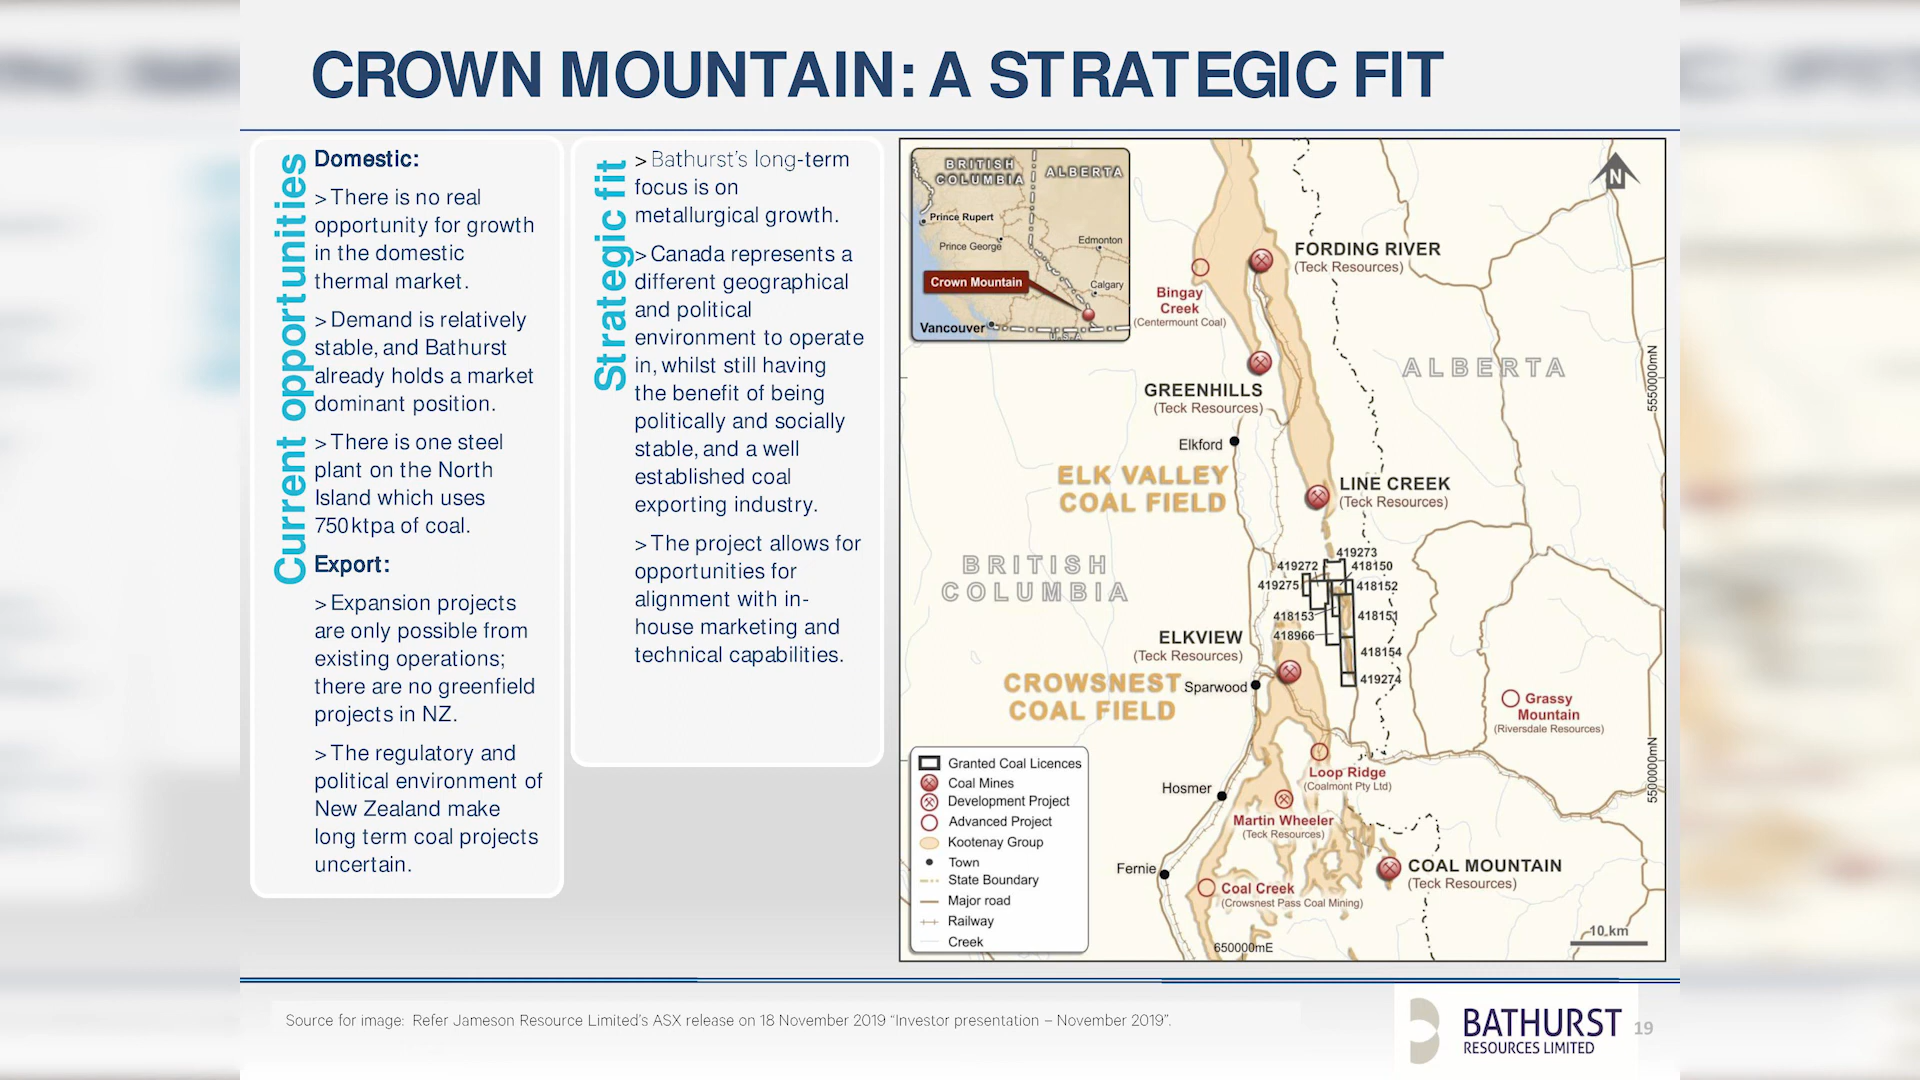 CROWN MOUNTAIN: A STRATEGIC FIT
Current opportunities
Domestic:
> There is no real
opportunity for growth
in the domestic
thermal market.
> Demand is relatively
stable, and Bathurst
already holds a market
dominant position.
> There is one steel
plant on the North
Island which uses
750ktpa of coal.
Export:
> Expansion projects
are only possible from
existing operations;
there are no greenfield
projects in NZ.
> The regulatory and
political environment of
New Zealand make
long term coal projects
uncertain.
Strategic fit
> Bathurst’s long-term
focus is on
metallurgical growth.
> Canada represents a
different geographical
and political
environment to operate
in, whilst still having
the benefit of being
politically and socially
stable, and a well
established coal
exporting industry.
> The project allows for
opportunities for
alignment with in-
house marketing and
technical capabilities.
BRITISH
COLUMBIA
ALBERTA
Prince Rupert
Prince George
Edmonton
Crown Mountain
Calgary
Vancouver
U.S.A
N
FORDING RIVER
(Teck Resources)
Bingay
Creek
(Centermount Coal)
ALBERTA
5550000mN
GREENHILLS
(Teck Resources)
Elkford
ELK VALLEY
COAL FIELD
LINE CREEK
(Teck Resources)
BRITISH
COLUMBIA
419273
419272
418150
419275
418152
418153
418151
418966
418154
419274
ELKVIEW
(Teck Resources)
CROWSNEST
COAL FIELD
Sparwood
Grassy
Mountain
(Riversdale Resources)
5500000mN
Loop Ridge
(Coalmont Pty Ltd)
Hosmer
Martin Wheeler
(Teck Resources)
COAL MOUNTAIN
(Teck Resources)
Fernie
Coal Creek
(Crowsnest Pass Coal Mining)
650000mE
10 km
Granted Coal Licences
Coal Mines
Development Project
Advanced Project
Kootenay Group
Town
State Boundary
Major road
Railway
Creek
Source for image: Refer Jameson Resource Limited’s ASX release on 18 November 2019 “Investor presentation – November 2019”.
BATHURST
RESOURCES LIMITED
19